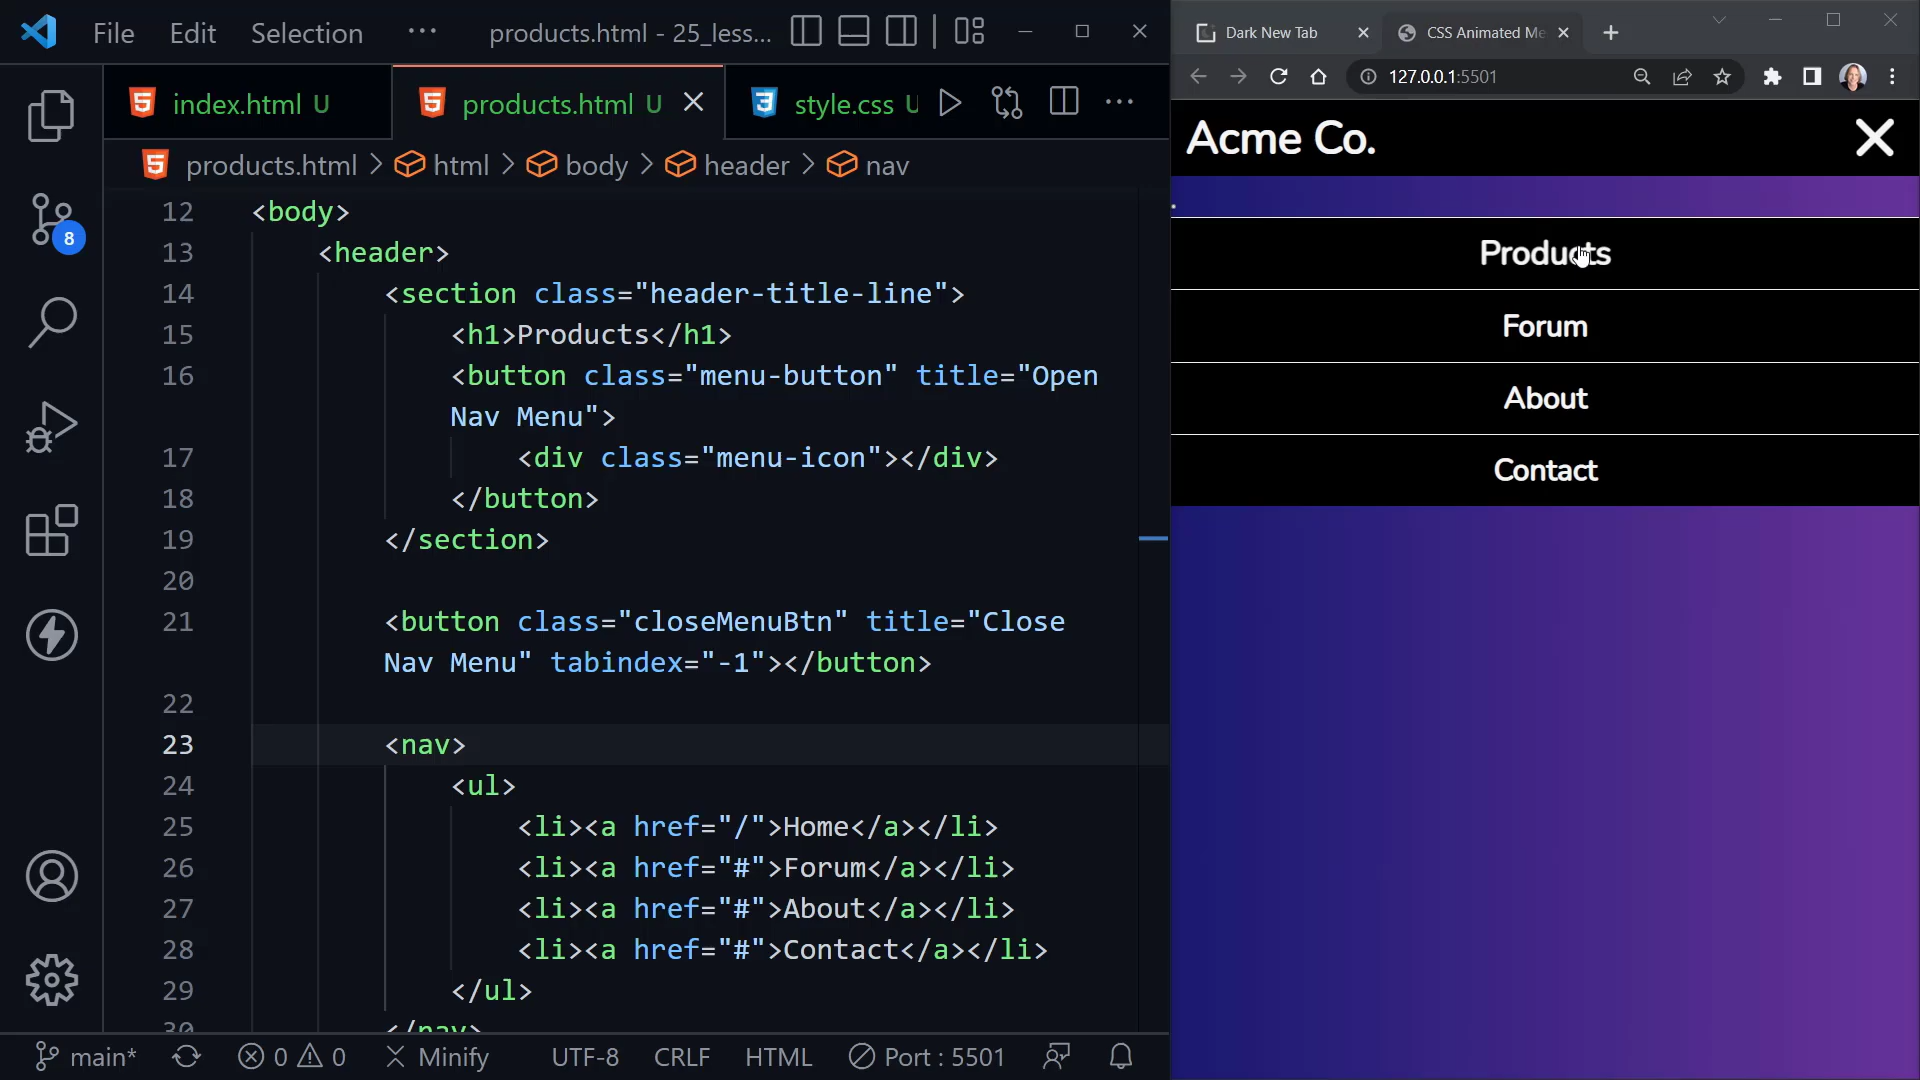 File Edit Selection ··· products.html - 25_less...
index.html U products.html U style.css U ···
products.html > html > body > header > nav
12 <body>
13 <header>
14 <section class="header-title-line">
15 <h1>Products</h1>
16 <button class="menu-button" title="Open
Nav Menu">
17 <div class="menu-icon"></div>
18 </button>
19 </section>
20
21 <button class="closeMenuBtn" title="Close
Nav Menu" tabindex="-1"></button>
22
23 <nav>
24 <ul>
25 <li><a href="/">Home</a></li>
26 <li><a href="#">Forum</a></li>
27 <li><a href="#">About</a></li>
28 <li><a href="#">Contact</a></li>
29 </ul>
30 </nav>
8
main* 0 0 Minify UTF-8 CRLF HTML Port : 5501
Dark New Tab CSS Animated Me
127.0.0.1:5501
Acme Co.
Products
Forum
About
Contact